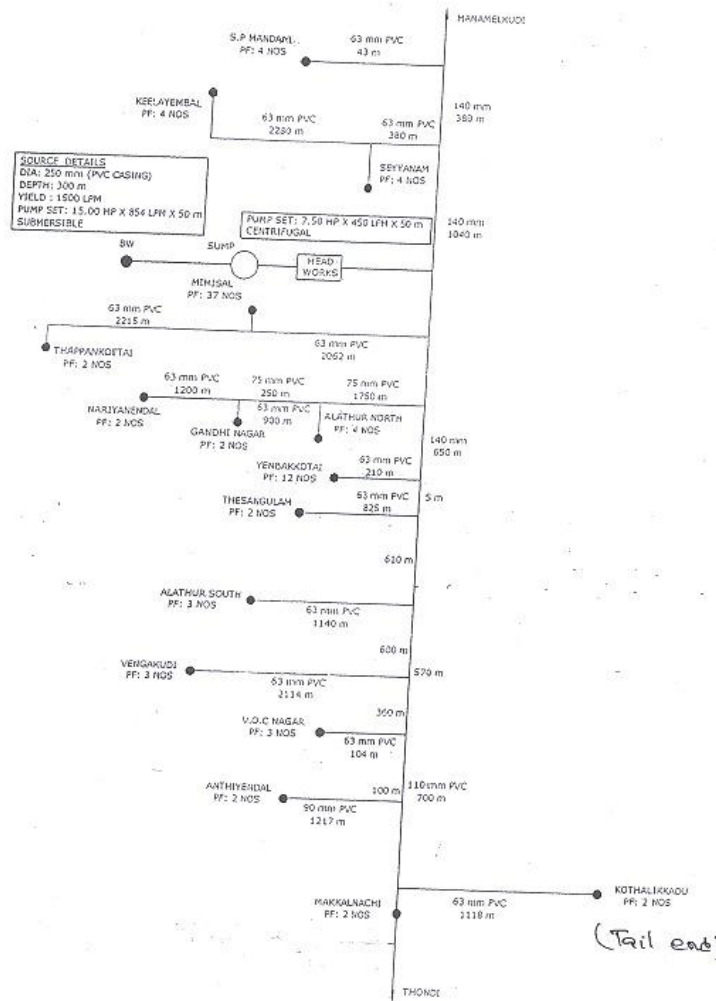 MANAMELKUDI
S.P MANDAPAM
PF: 4 NOS
63 mm PVC
43 m
KEELAYEMBAL
PF: 4 NOS
63 mm PVC
2280 m
63 mm PVC
380 m
140 mm
380 m
SEYYANAM
PF: 4 NOS
SOURCE DETAILS
DIA: 250 mm (PVC CASING)
DEPTH: 300 m
YIELD : 1500 LPM
PUMP SET: 15.00 HP X 856 LPM X 50 m
SUBMERSIBLE
PUMP SET: 7.50 HP X 450 LPM X 50 m
CENTRIFUGAL
140 mm
1040 m
BW
SUMP
HEAD
WORKS
MIMISAL
PF: 37 NOS
63 mm PVC
2215 m
63 mm PVC
2062 m
THAPPANKOTTAI
PF: 2 NOS
63 mm PVC
1200 m
75 mm PVC
250 m
75 mm PVC
1750 m
NARIYANENDAL
PF: 2 NOS
63 mm PVC
900 m
GANDHI NAGAR
PF: 2 NOS
ALATHUR NORTH
PF: 4 NOS
140 mm
650 m
YENBAKKOTAI
PF: 12 NOS
63 mm PVC
210 m
THESANGULAM
PF: 2 NOS
63 mm PVC
825 m
5 m
610 m
ALATHUR SOUTH
PF: 3 NOS
63 mm PVC
1140 m
600 m
VENGAKUDI
PF: 3 NOS
63 mm PVC
2114 m
570 m
360 m
V.O.C NAGAR
PF: 3 NOS
63 mm PVC
104 m
ANTHIYENDAL
PF: 2 NOS
90 mm PVC
1217 m
100 m
110 mm PVC
700 m
MAKKALNACHI
PF: 2 NOS
63 mm PVC
1118 m
KOTHALIKKADU
PF: 2 NOS
(Tail end)
THONDI